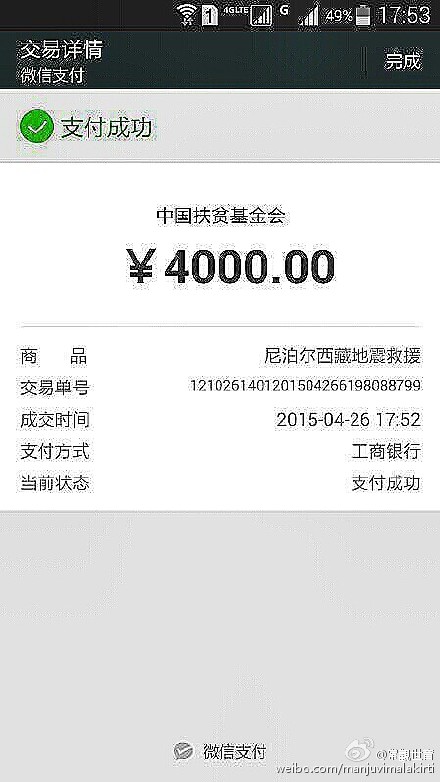 1 4GLTE G 49% 17:53
交易详情
微信支付
完成
支付成功
中国扶贫基金会
¥4000.00
商 品 尼泊尔西藏地震救援
交易单号 1210261401201504266198088799
成交时间 2015-04-26 17:52
支付方式 工商银行
当前状态 支付成功
微信支付
weibo.com/manjuvimalakirti